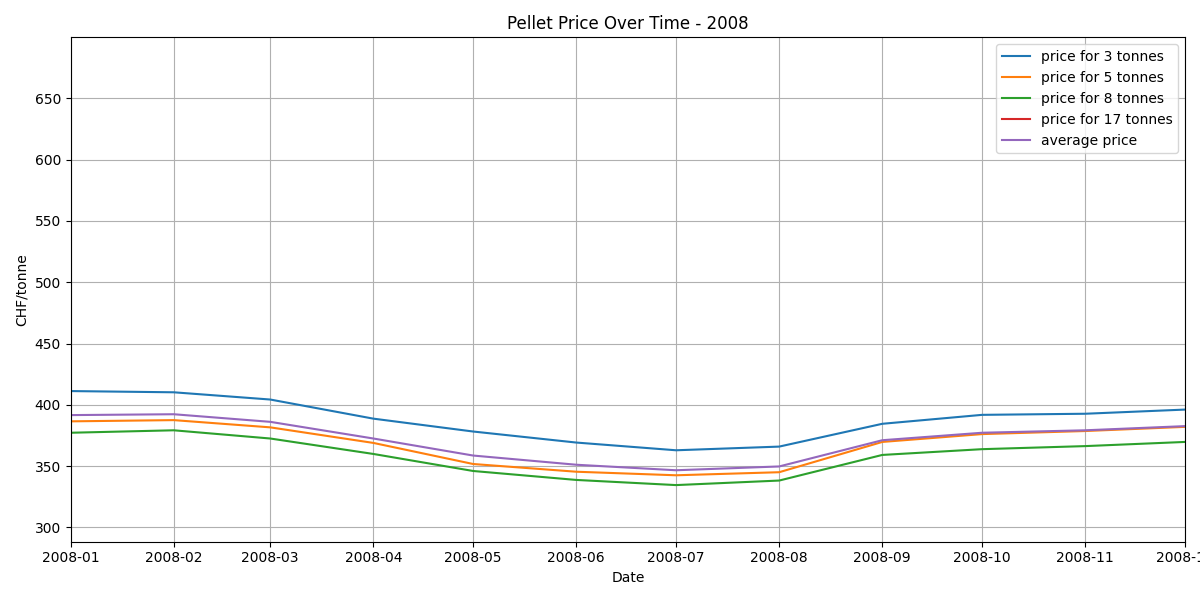 Pellet Price Over Time - 2008
price for 3 tonnes
price for 5 tonnes
price for 8 tonnes
price for 17 tonnes
average price
CHF/tonne
650
600
550
500
450
400
350
300
2008-01 2008-02 2008-03 2008-04 2008-05 2008-06 2008-07 2008-08 2008-09 2008-10 2008-11 2008-1
Date